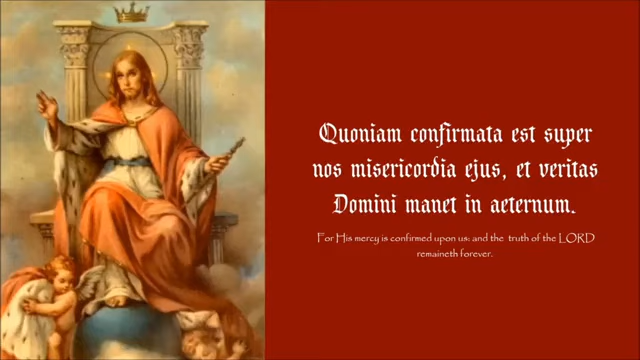 Quoniam confirmata est super
nos misericordia ejus, et veritas
Domini manet in aeternum.
For His mercy is confirmed upon us: and the truth of the LORD
remaineth forever.